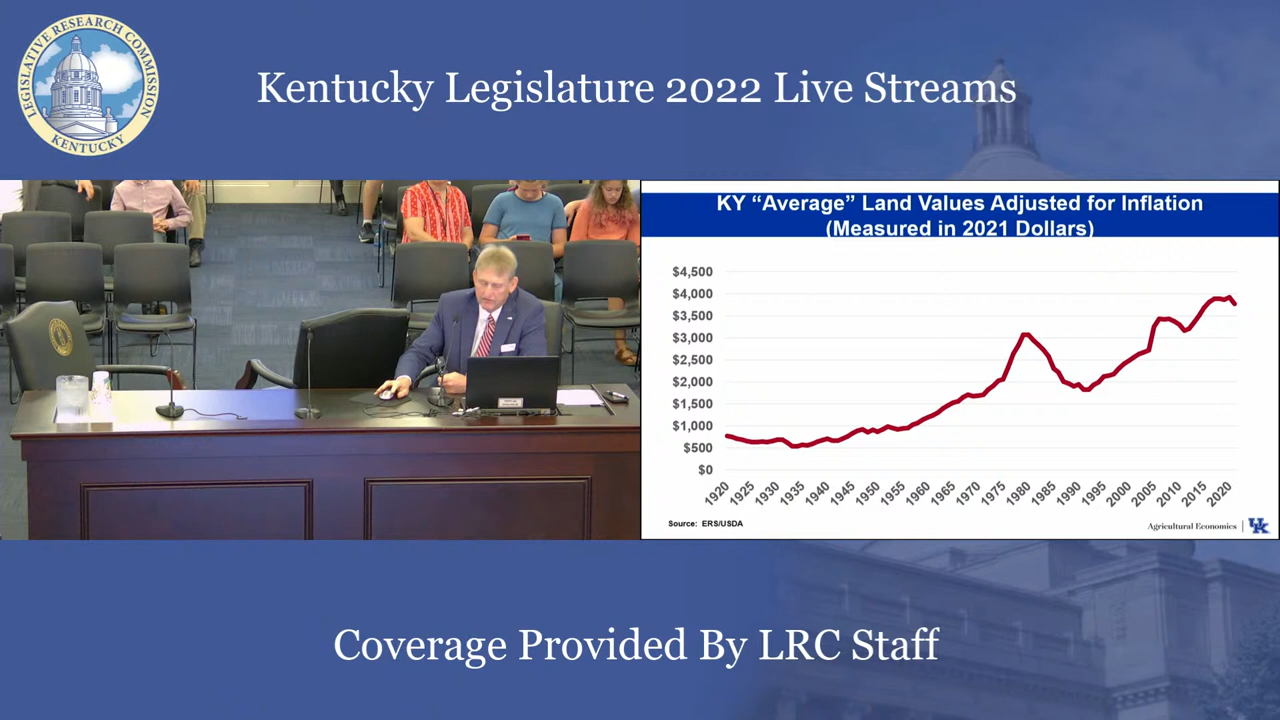 LEGISLATIVE RESEARCH COMMISSION
KENTUCKY
Kentucky Legislature 2022 Live Streams
KY “Average” Land Values Adjusted for Inflation
(Measured in 2021 Dollars)
$4,500
$4,000
$3,500
$3,000
$2,500
$2,000
$1,500
$1,000
$500
$0
1920 1925 1930 1935 1940 1945 1950 1955 1960 1965 1970 1975 1980 1985 1990 1995 2000 2005 2010 2015 2020
Source: ERS/USDA
Agricultural Economics UK
Coverage Provided By LRC Staff